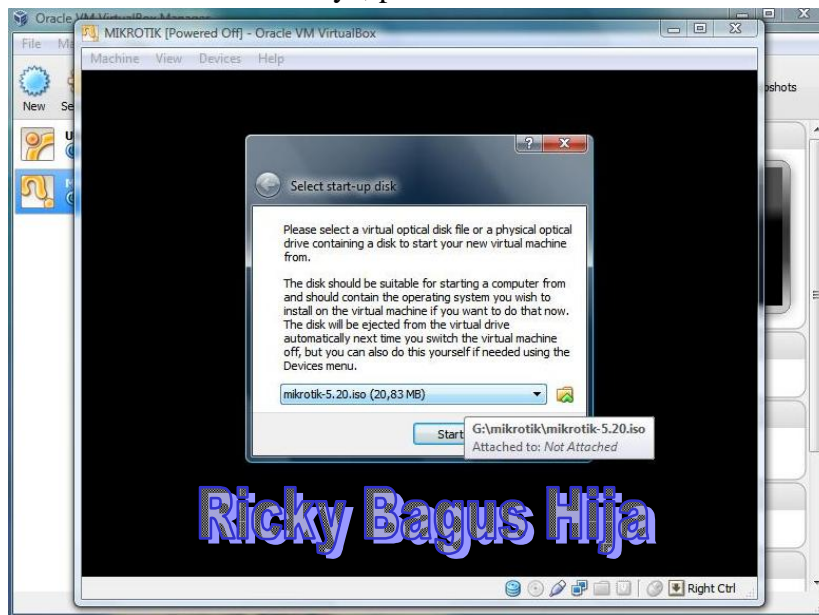 Oracle VM VirtualBox Manager
MIKROTIK [Powered Off] - Oracle VM VirtualBox
File
Machine View Devices Help
New
Select start-up disk
Please select a virtual optical disk file or a physical optical
drive containing a disk to start your new virtual machine
from.
The disk should be suitable for starting a computer from
and should contain the operating system you wish to
install on the virtual machine if you want to do that now.
The disk will be ejected from the virtual drive
automatically next time you switch the virtual machine
off, but you can also do this yourself if needed using the
Devices menu.
mikrotik-5.20.iso (20,83 MB)
Start
G:\mikrotik\mikrotik-5.20.iso
Attached to: Not Attached
Ricky Bagus Hija
Right Ctrl